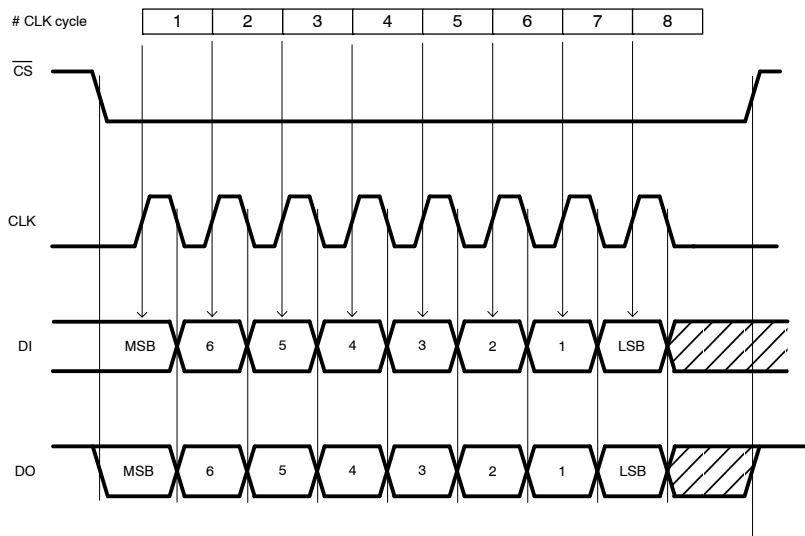 # CLK cycle 1 2 3 4 5 6 7 8
CS
CLK
DI MSB 6 5 4 3 2 1 LSB
DO MSB 6 5 4 3 2 1 LSB